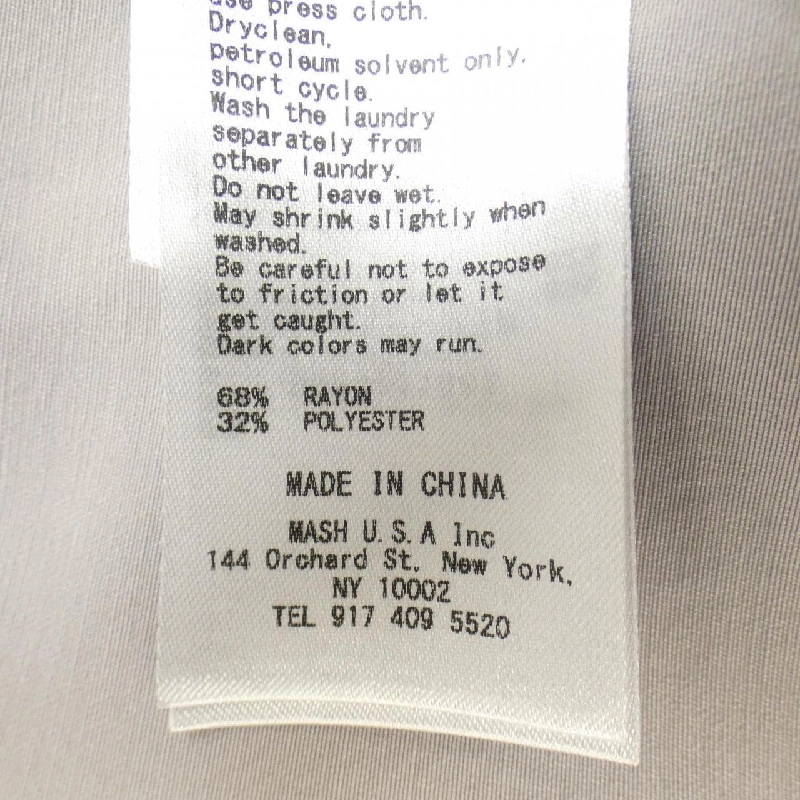 use press cloth.
Dryclean,
petroleum solvent only.
short cycle.
Wash the laundry
separately from
other laundry.
Do not leave wet.
May shrink slightly when
washed.
Be careful not to expose
to friction or let it
get caught.
Dark colors may run.
68% RAYON
32% POLYESTER
MADE IN CHINA
MASH U.S.A Inc
144 Orchard St, New York,
NY 10002
TEL 917 409 5520